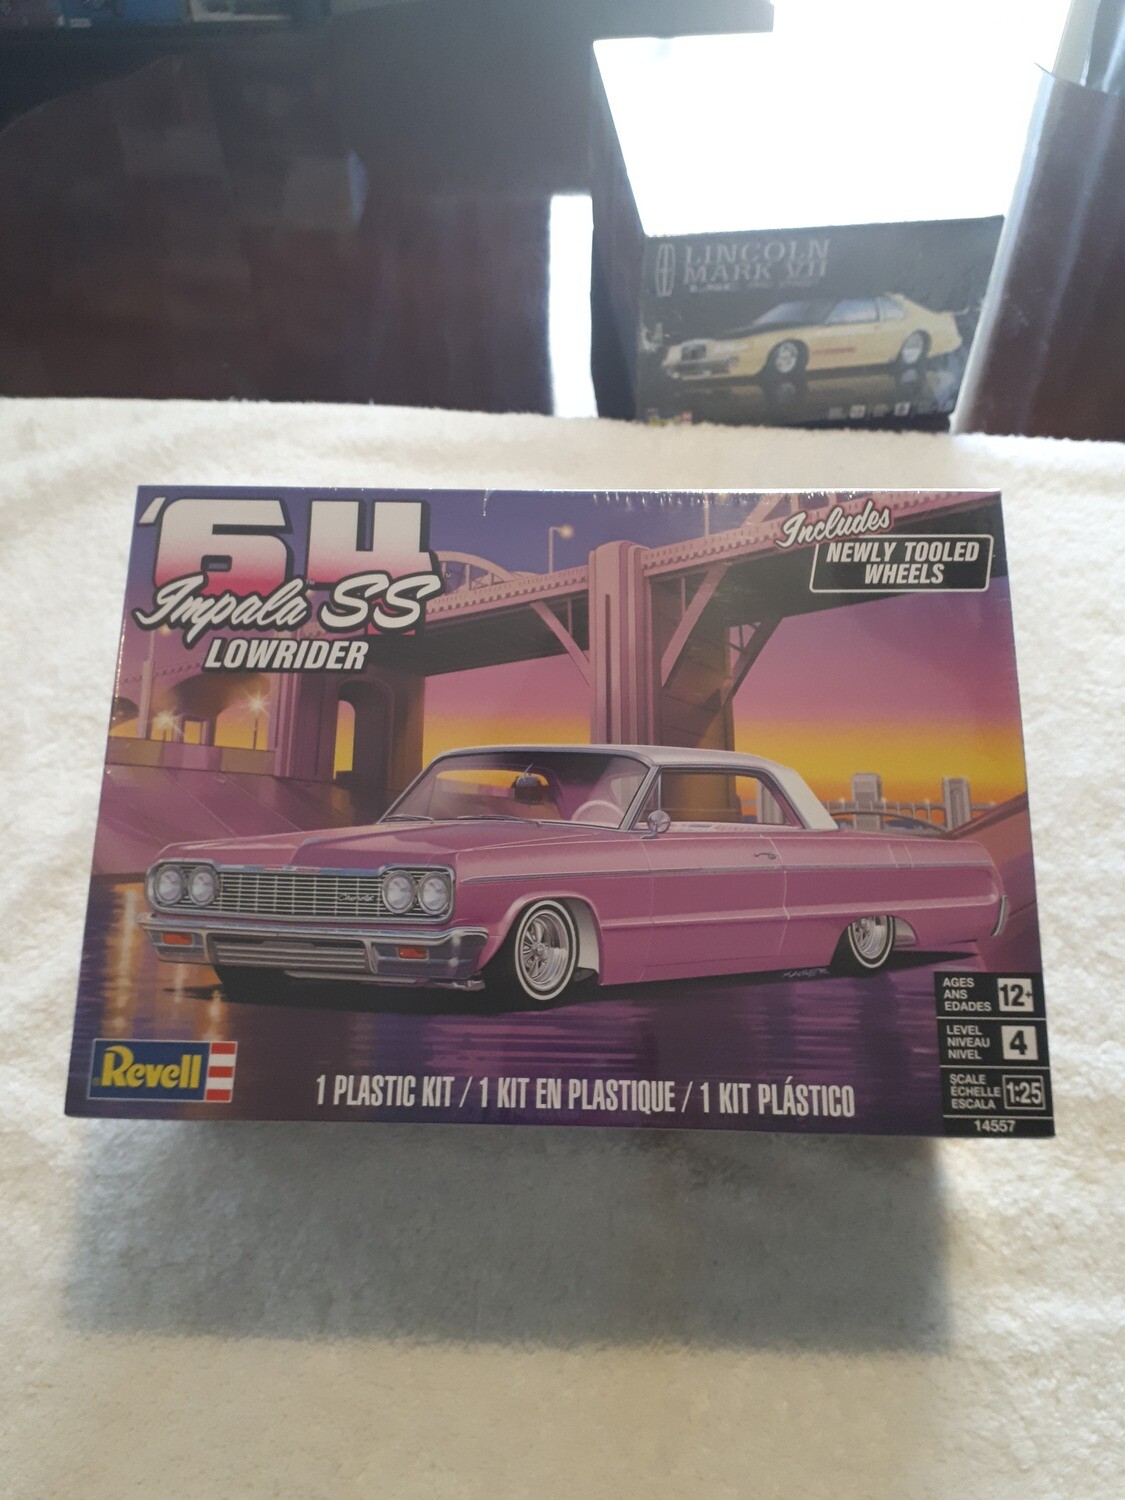 LINCOLN
MARK VII
'64
Impala SS
LOWRIDER
Includes
NEWLY TOOLED
WHEELS
AGES
ANS
EDADES
12+
LEVEL
NIVEAU
NIVEL
4
SCALE
ÉCHELLE
ESCALA
1:25
14557
Revell
1 PLASTIC KIT / 1 KIT EN PLASTIQUE / 1 KIT PLÁSTICO